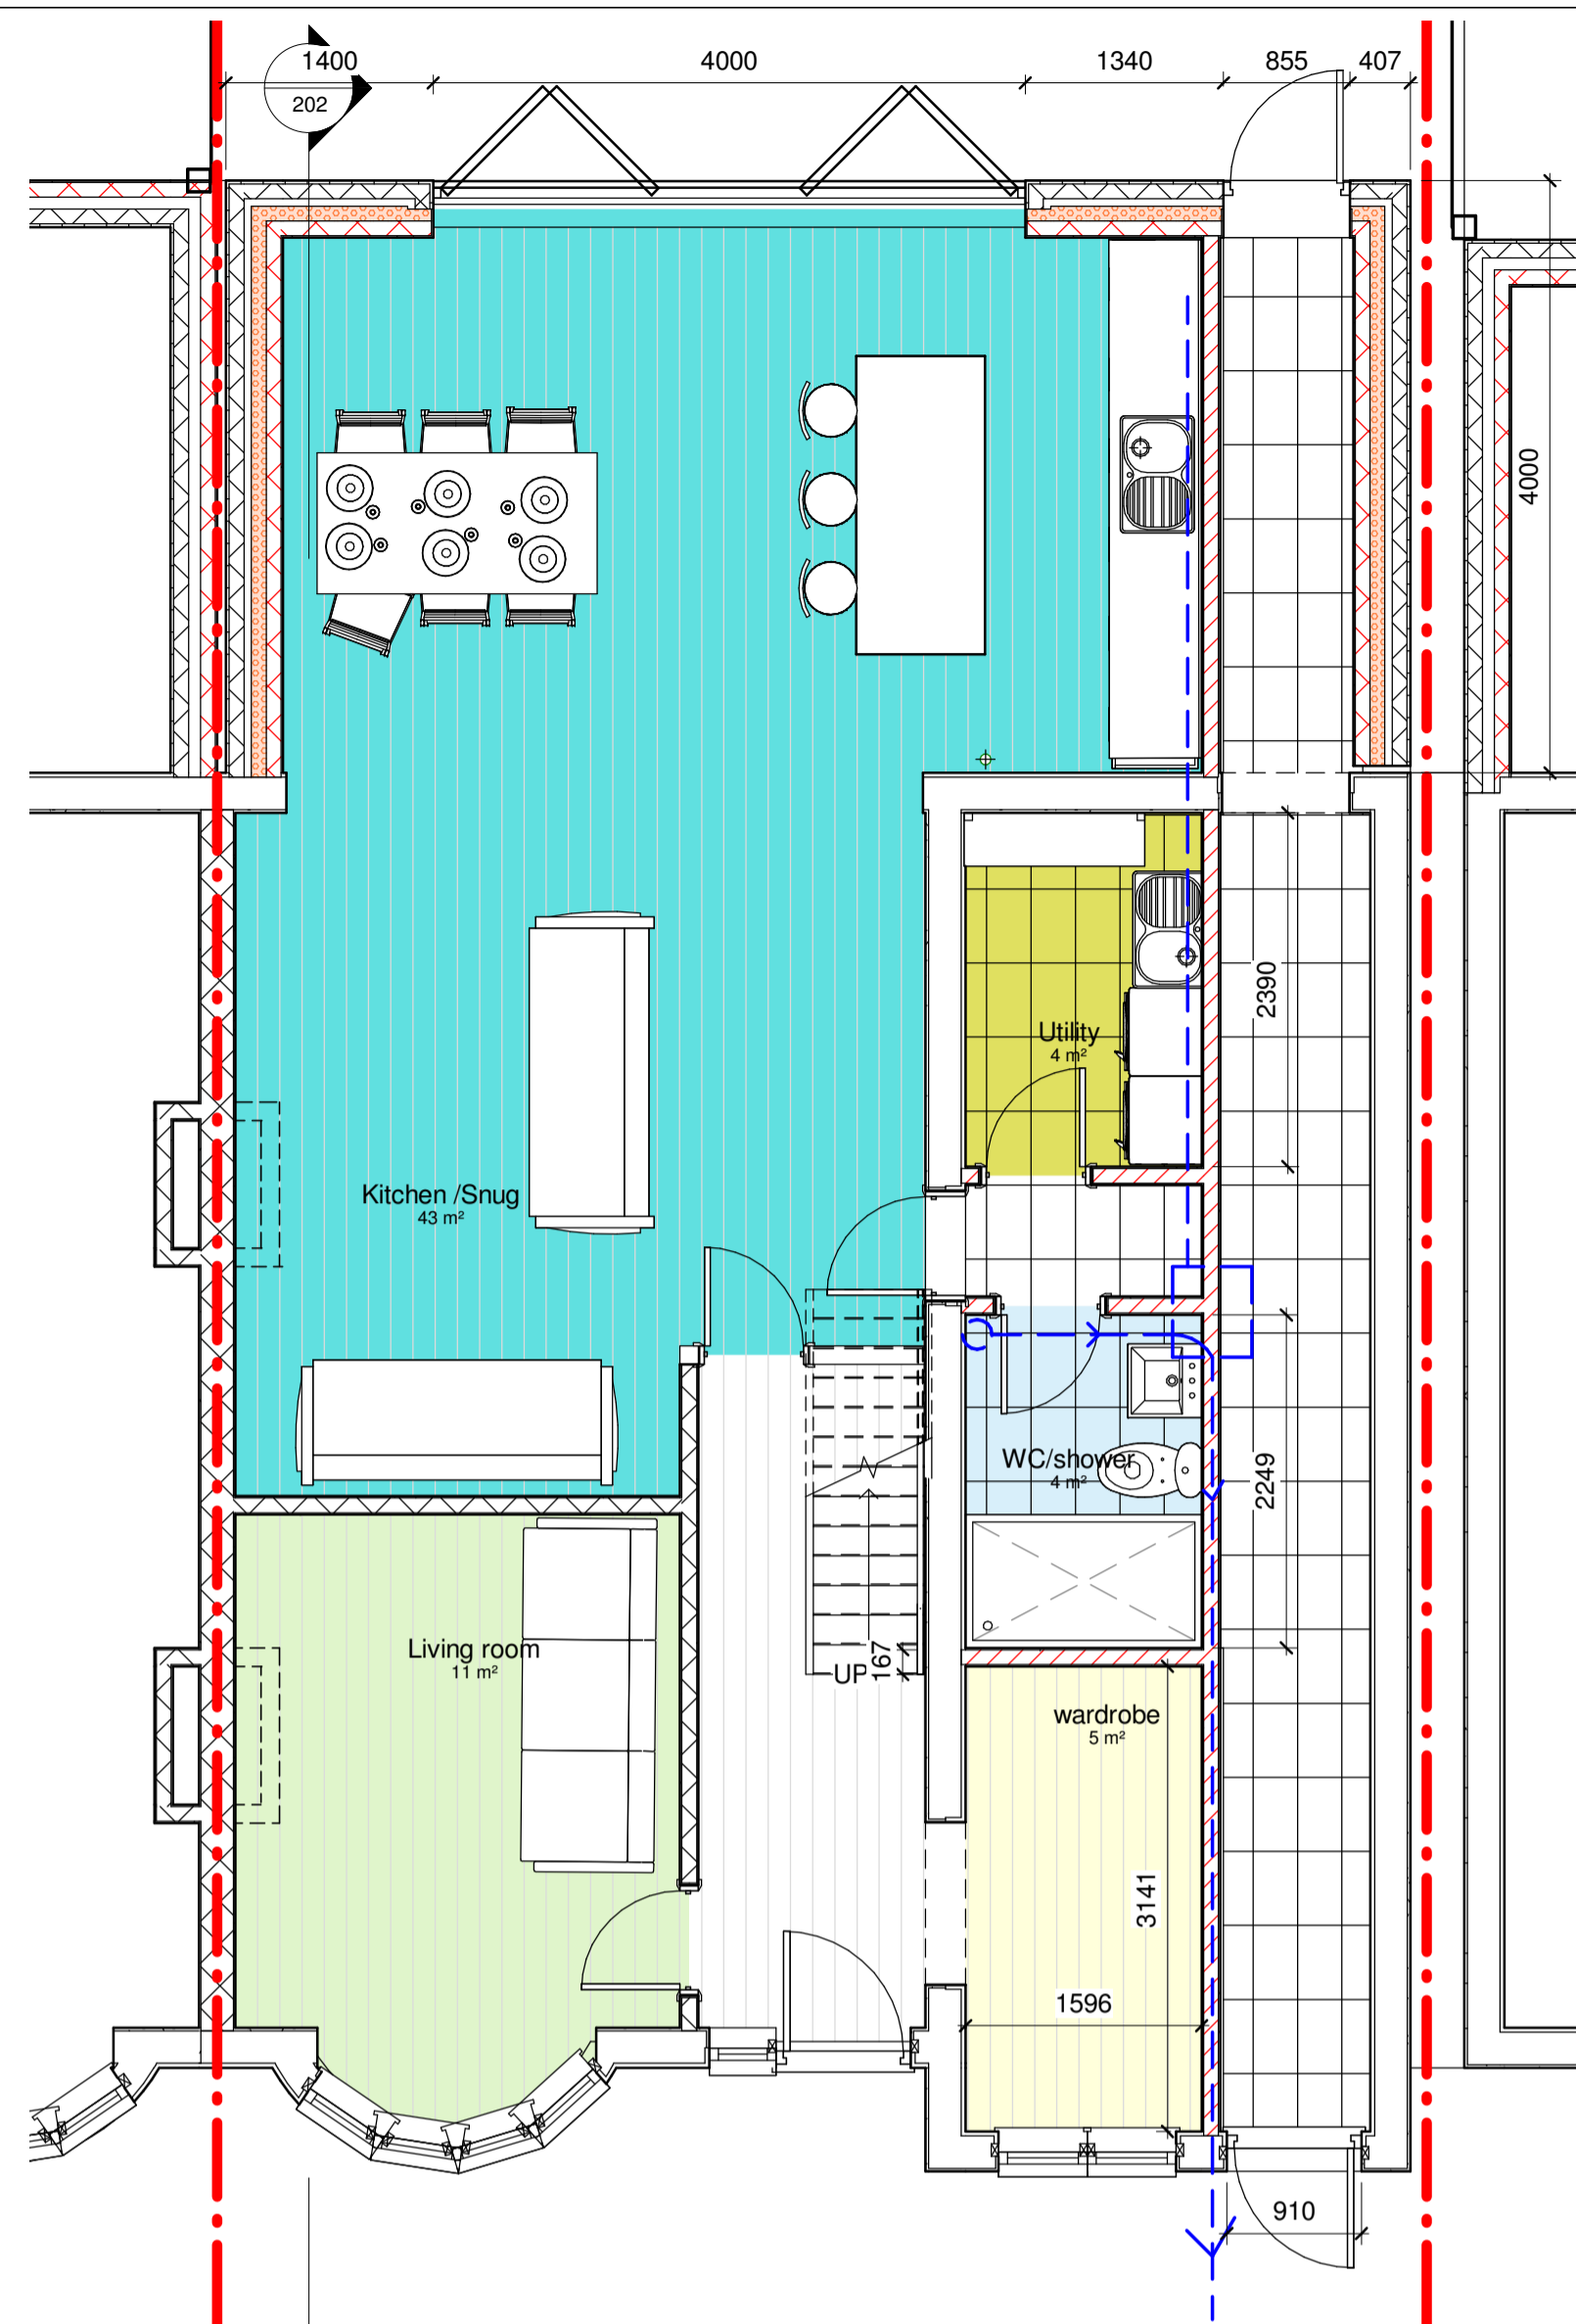 1400
4000
1340
855
407
202
4000
2390
Utility
4 m²
Kitchen /Snug
43 m²
WC/shower
4 m²
2249
Living room
11 m²
UP
167
wardrobe
5 m²
3141
1596
910